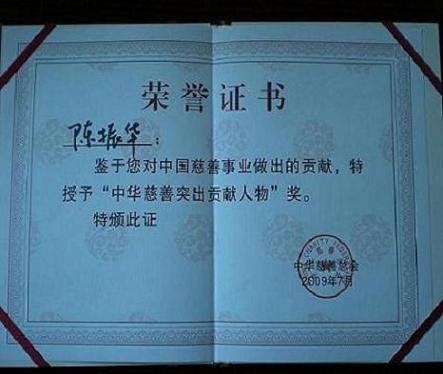 荣誉证书
陈振华：
鉴于您对中国慈善事业做出的贡献，特
授予“中华慈善突出贡献人物”奖。
特颁此证
中华慈善总会
2009年7月